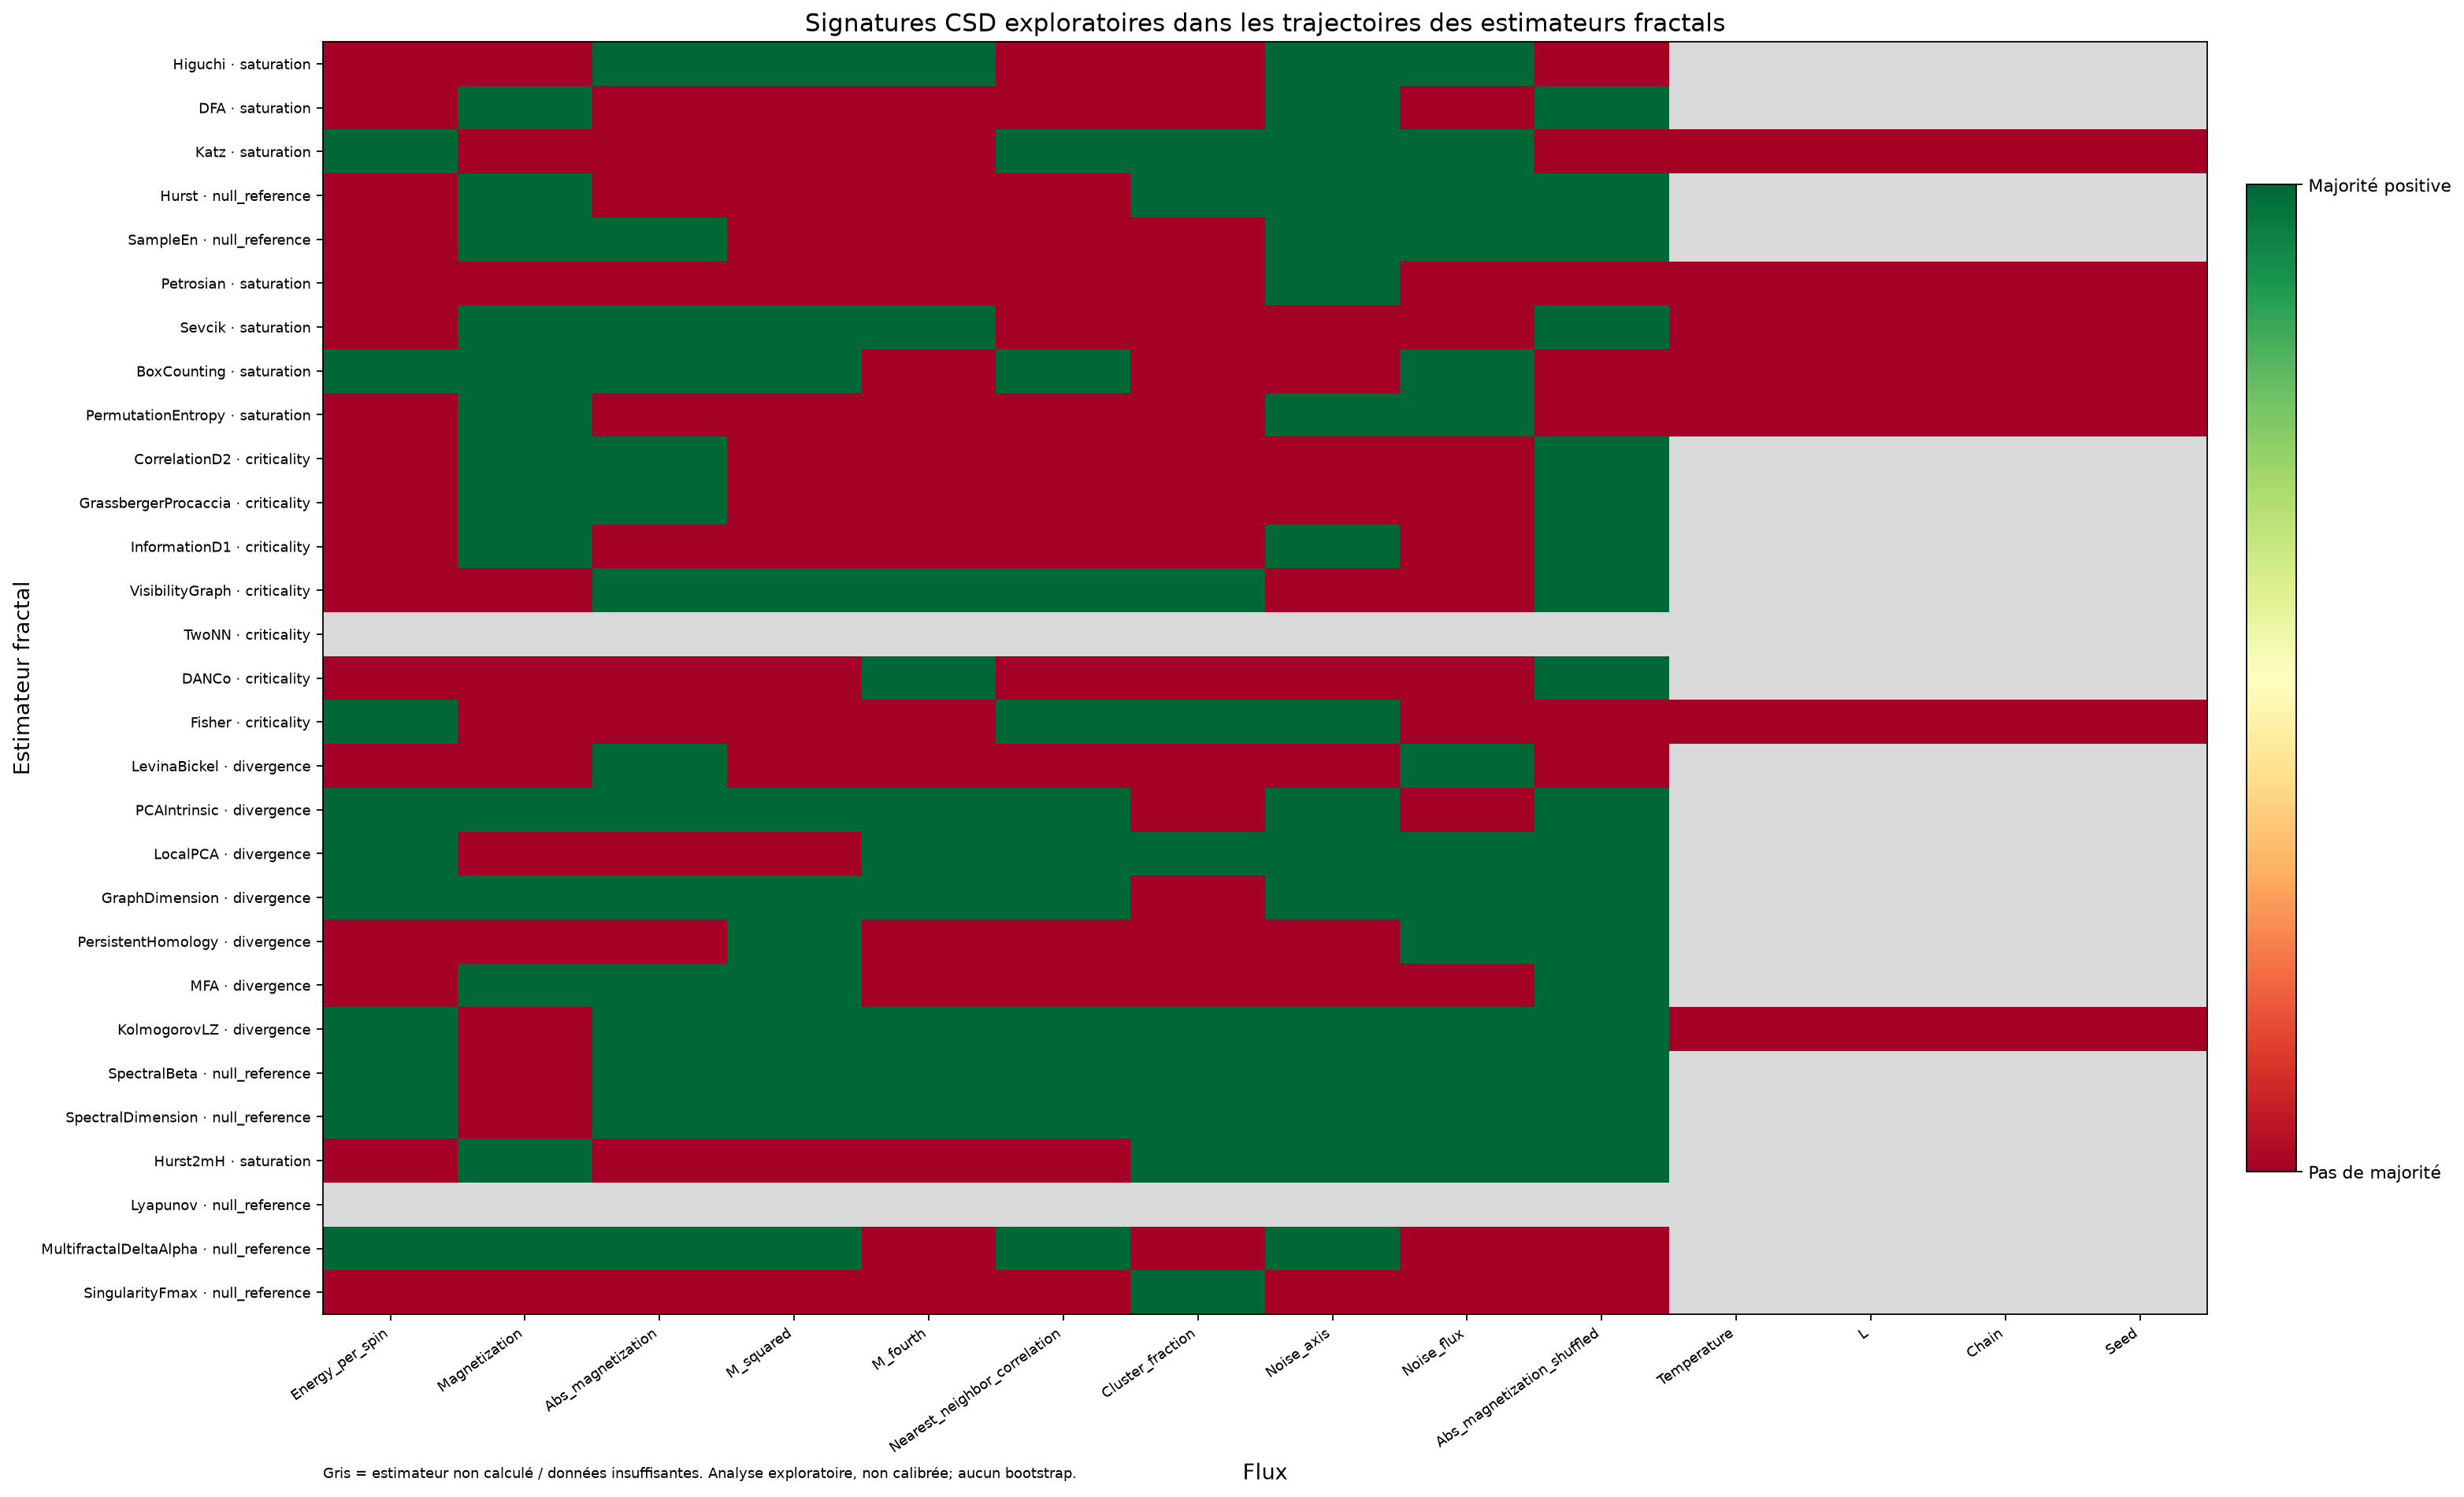 Signatures CSD exploratoires dans les trajectoires des estimateurs fractals
Estimateur fractal
Higuchi · saturation
DFA · saturation
Katz · saturation
Hurst · null_reference
SampleEn · null_reference
Petrosian · saturation
Sevcik · saturation
BoxCounting · saturation
PermutationEntropy · saturation
CorrelationD2 · criticality
GrassbergerProcaccia · criticality
InformationD1 · criticality
VisibilityGraph · criticality
TwoNN · criticality
DANCo · criticality
Fisher · criticality
LevinaBickel · divergence
PCAIntrinsic · divergence
LocalPCA · divergence
GraphDimension · divergence
PersistentHomology · divergence
MFA · divergence
KolmogorovLZ · divergence
SpectralBeta · null_reference
SpectralDimension · null_reference
Hurst2mH · saturation
Lyapunov · null_reference
MultifractalDeltaAlpha · null_reference
SingularityFmax · null_reference
Majorité positive
Pas de majorité
Energy_per_spin
Magnetization
Abs_magnetization
M_squared
M_fourth
Nearest_neighbor_correlation
Cluster_fraction
Noise_axis
Noise_flux
Abs_magnetization_shuffled
Temperature
L
Chain
Seed
Flux
Gris = estimateur non calculé / données insuffisantes. Analyse exploratoire, non calibrée; aucun bootstrap.